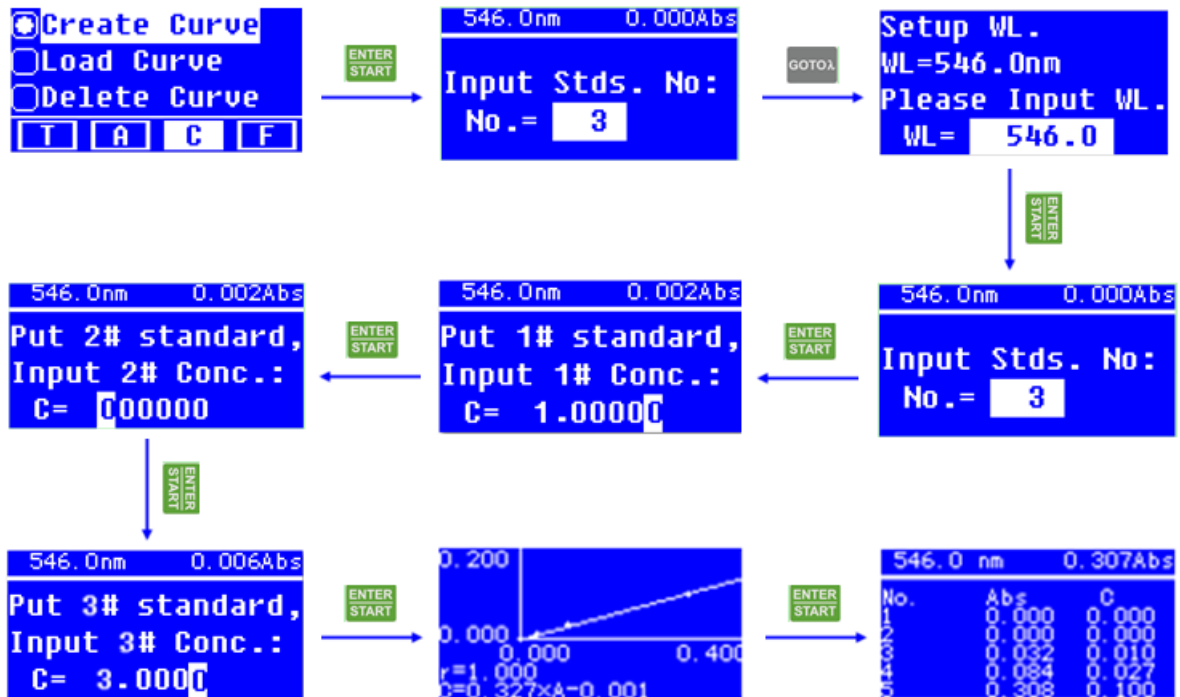 Create Curve
Load Curve
Delete Curve
T A C F
ENTER
START
546.0nm 0.000Abs
Input Stds. No:
No.= 3
GOTOλ
Setup WL.
WL=546.0nm
Please Input WL.
WL= 546.0
ENTER
START
546.0nm 0.000Abs
Input Stds. No:
No.= 3
ENTER
START
546.0nm 0.002Abs
Put 1# standard,
Input 1# Conc.:
C= 1.00000
ENTER
START
546.0nm 0.002Abs
Put 2# standard,
Input 2# Conc.:
C= 000000
ENTER
START
546.0nm 0.006Abs
Put 3# standard,
Input 3# Conc.:
C= 3.0000
ENTER
START
0.200
0.000
0.000 0.400
r=1.000
C=0.327×A-0.001
ENTER
START
546.0 nm 0.307Abs
No. Abs C
1 0.000 0.000
2 0.000 0.000
3 0.032 0.010
4 0.084 0.027
5 0.308 0.100